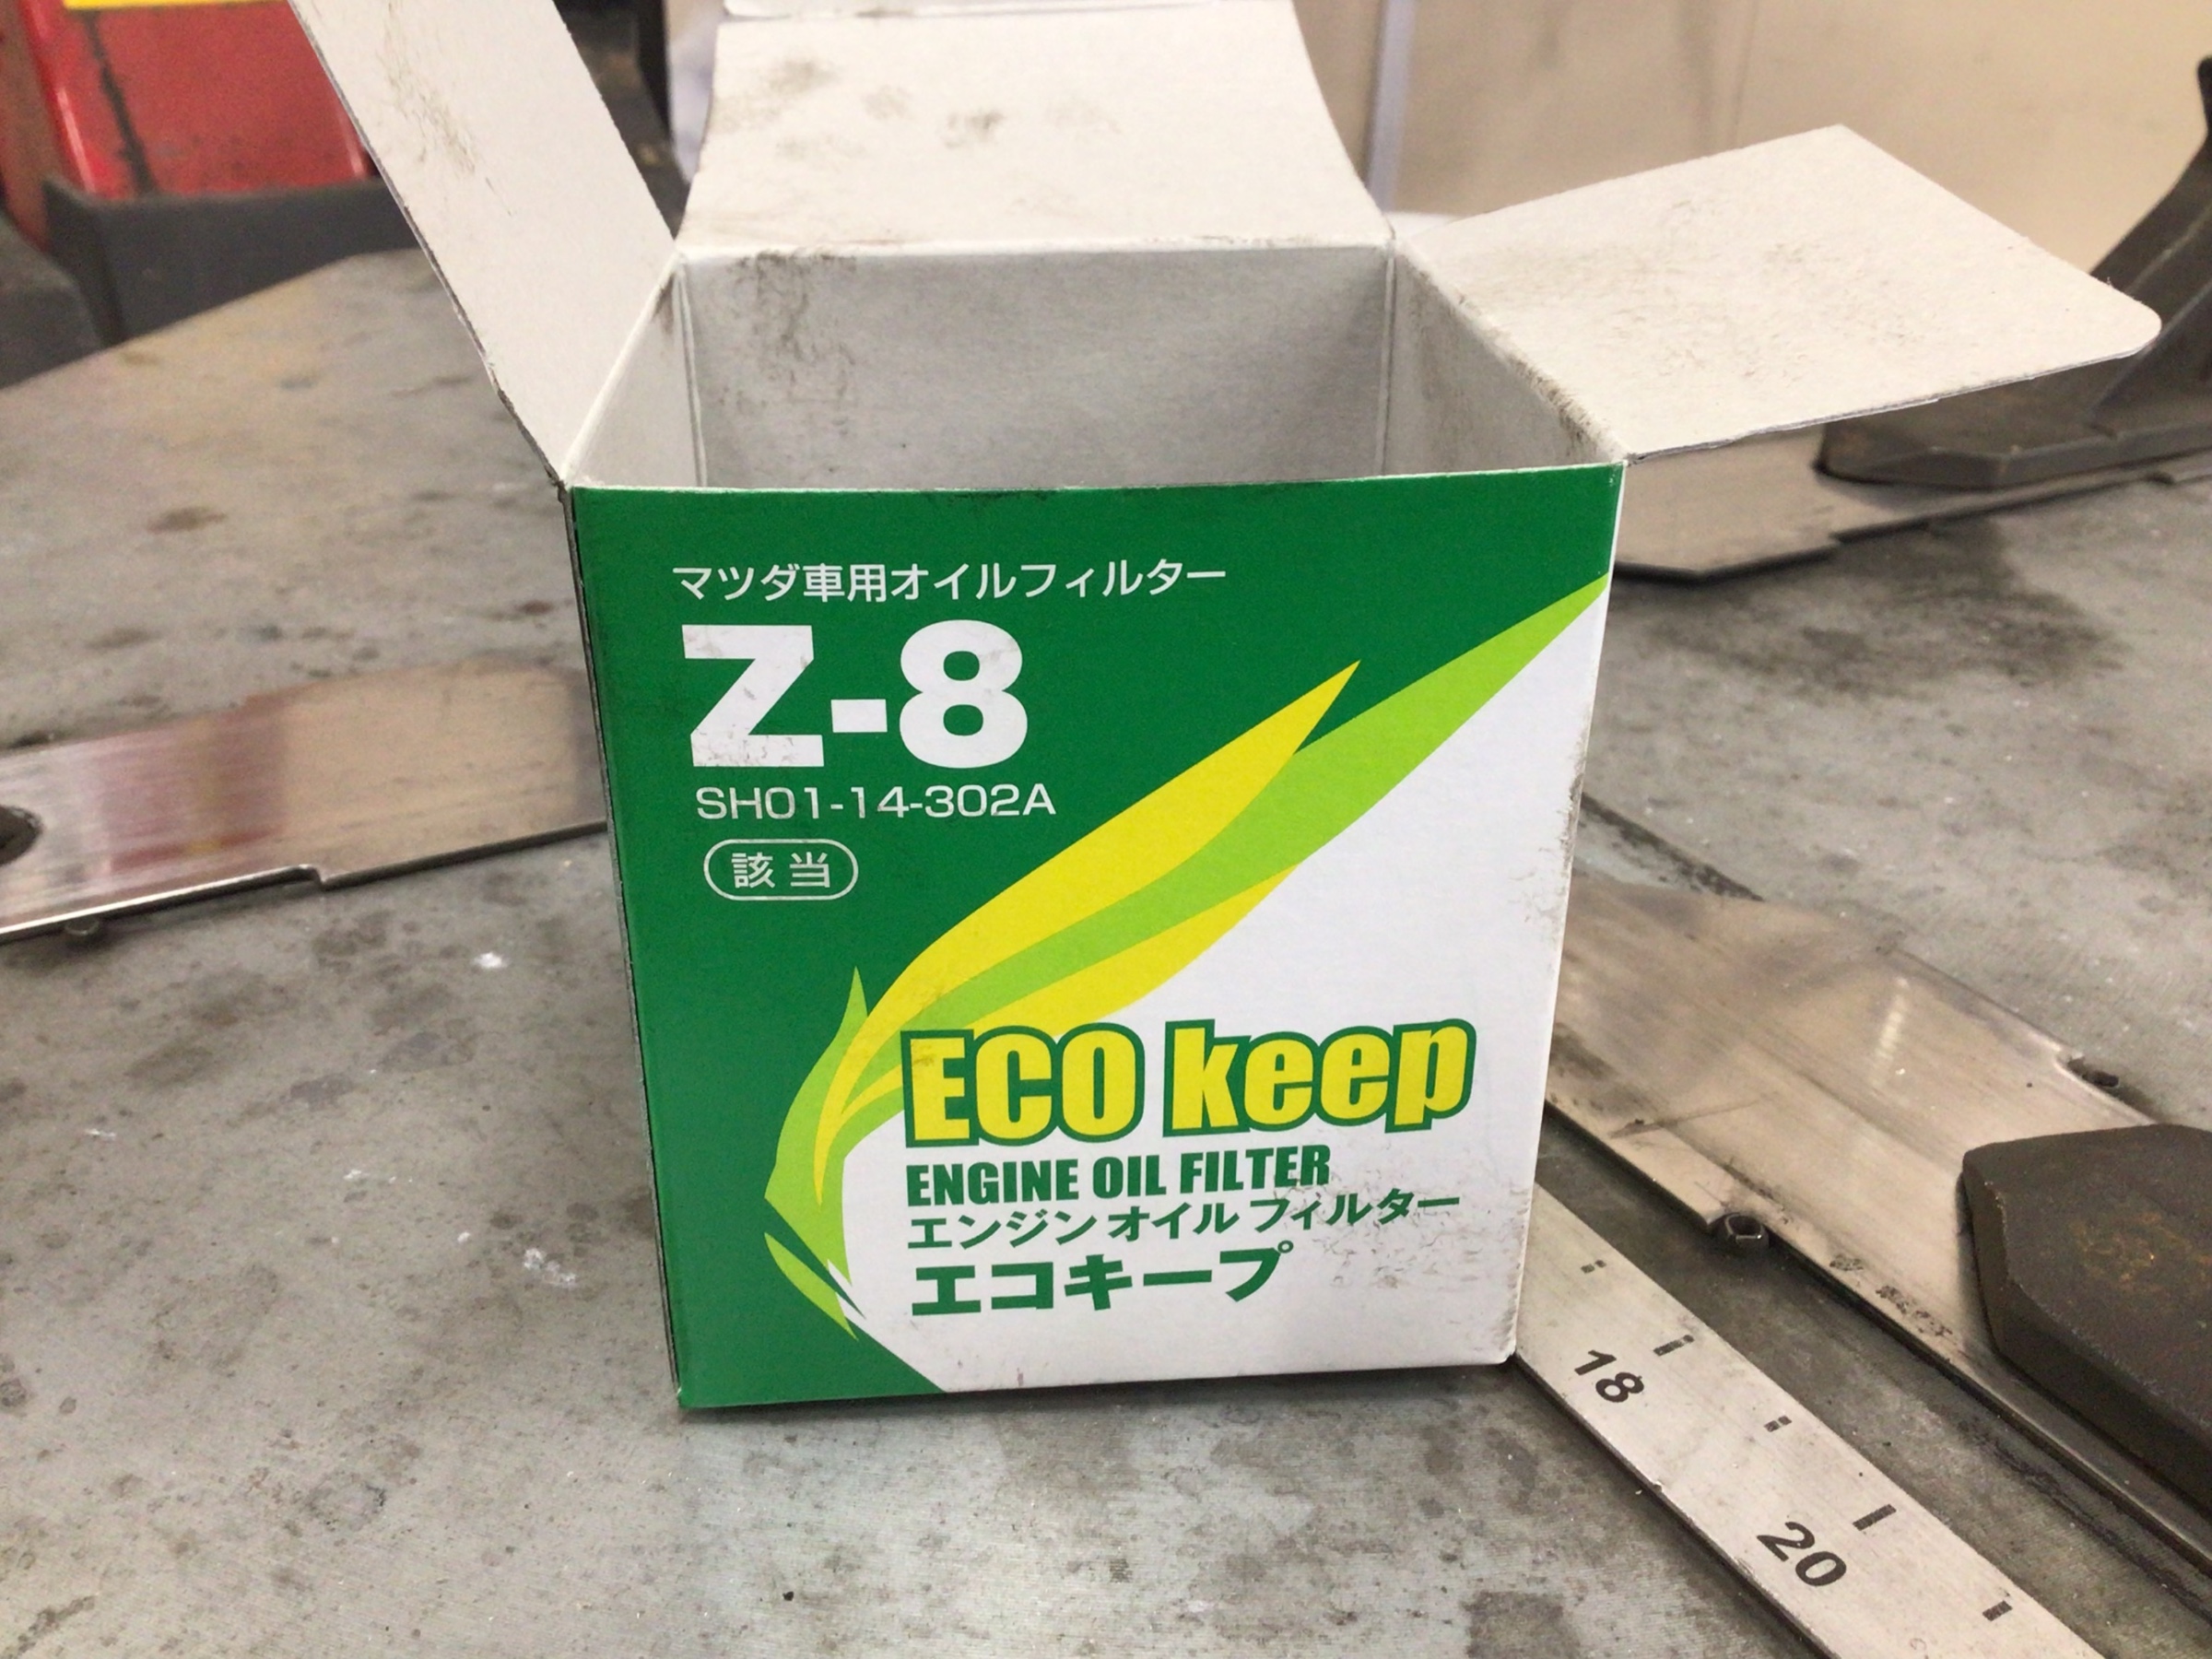 マツダ車用オイルフィルター
Z-8
SH01-14-302A
該当
ECO keep
ENGINE OIL FILTER
エンジン オイル フィルター
エコキープ
18
20